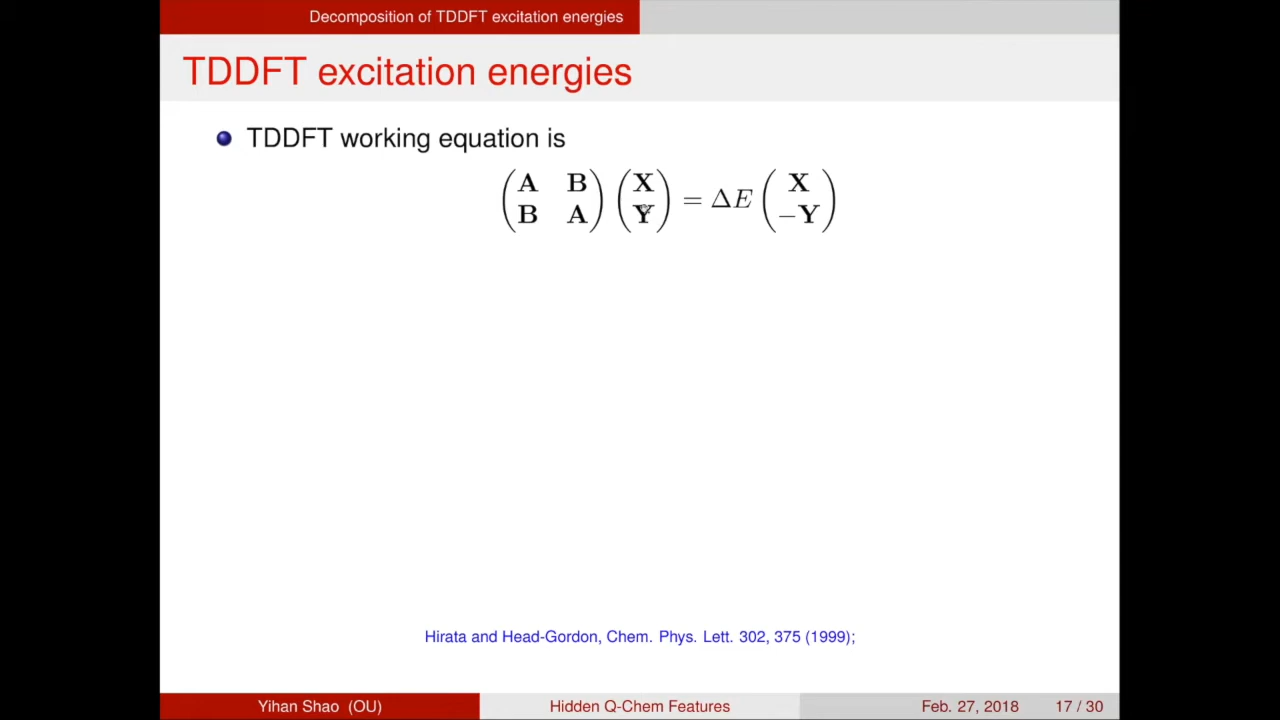 Decomposition of TDDFT excitation energies
TDDFT excitation energies
TDDFT working equation is
(A B; B A) (X; Y) = ΔE (X; −Y)
Hirata and Head-Gordon, Chem. Phys. Lett. 302, 375 (1999);
Yihan Shao (OU) Hidden Q-Chem Features Feb. 27, 2018 17 / 30